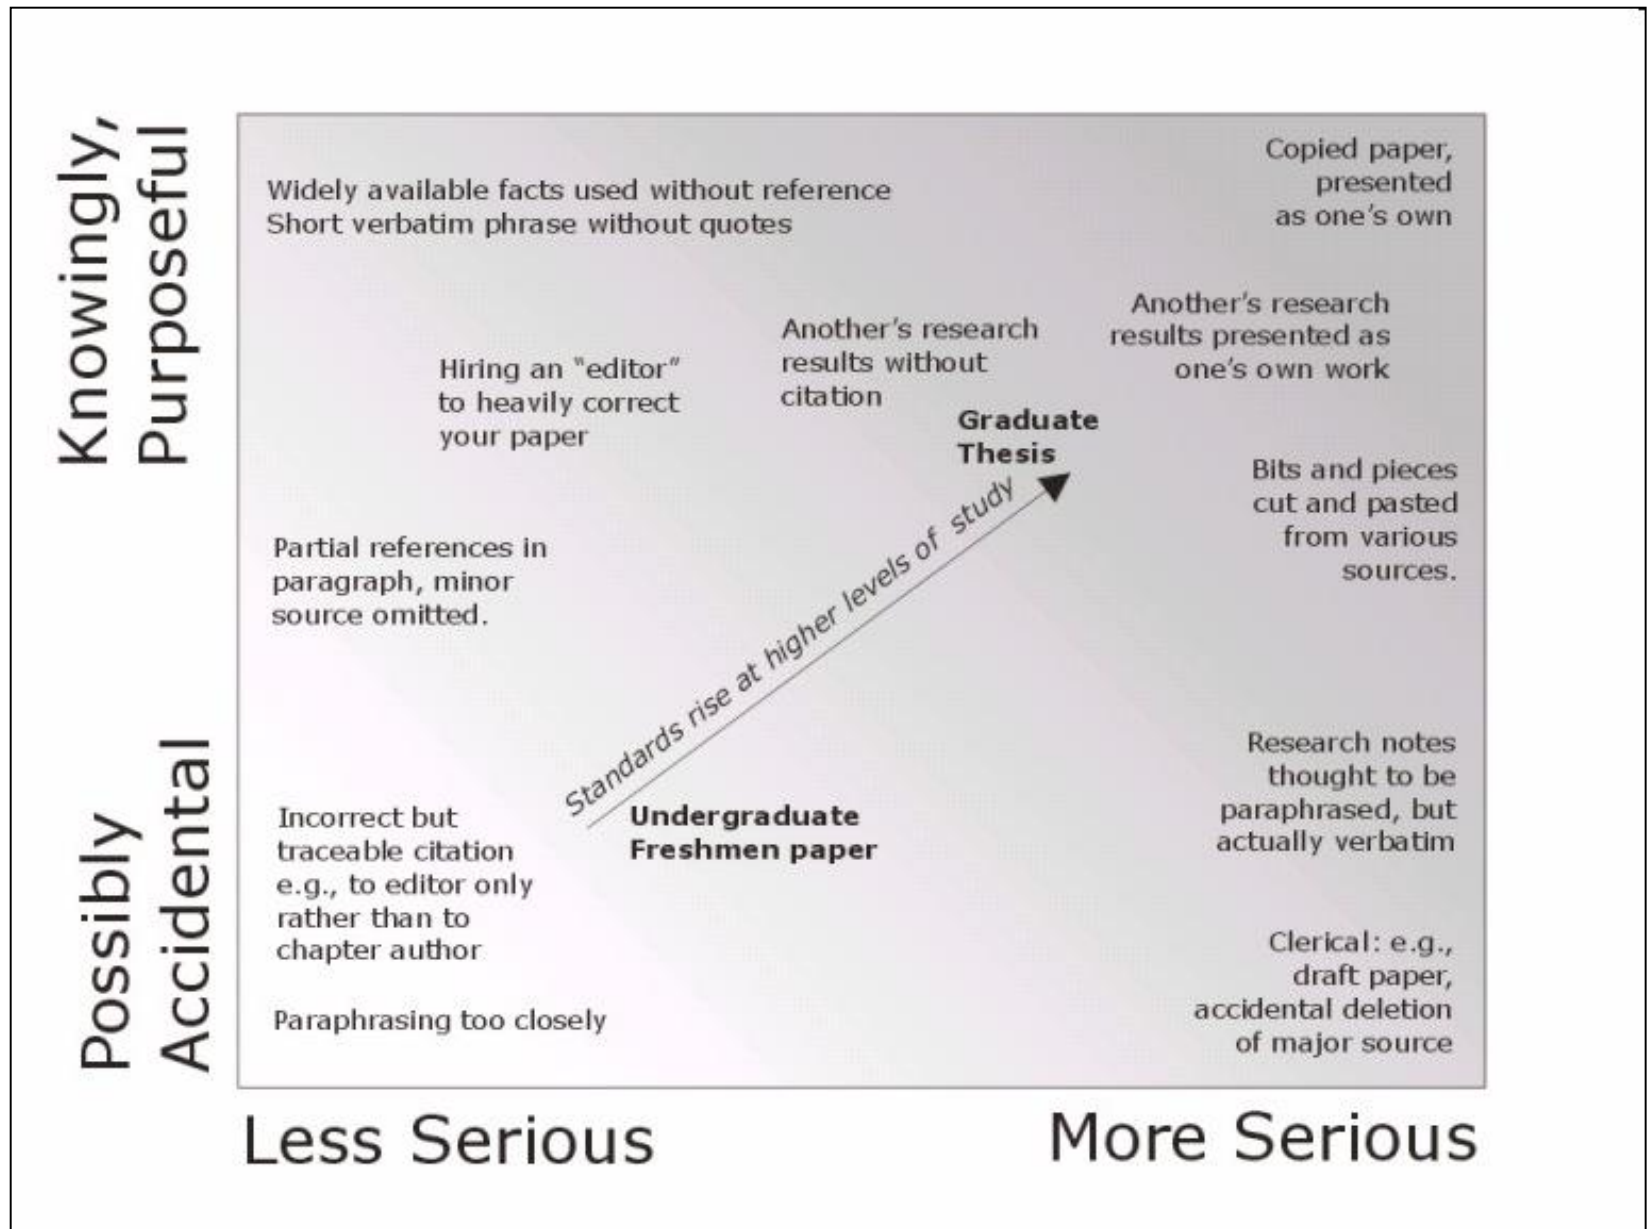 Knowingly,
Purposeful
Possibly
Accidental
Widely available facts used without reference
Short verbatim phrase without quotes
Copied paper,
presented
as one's own
Hiring an "editor"
to heavily correct
your paper
Another's research
results without
citation
Another's research
results presented as
one's own work
Graduate
Thesis
Bits and pieces
cut and pasted
from various
sources.
Partial references in
paragraph, minor
source omitted.
Standards rise at higher levels of study
Undergraduate
Freshmen paper
Incorrect but
traceable citation
e.g., to editor only
rather than to
chapter author
Paraphrasing too closely
Research notes
thought to be
paraphrased, but
actually verbatim
Clerical: e.g.,
draft paper,
accidental deletion
of major source
Less Serious
More Serious